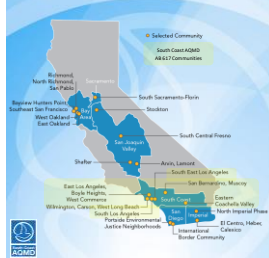 Selected Community
South Coast AQMD
AB 617 Communities
Richmond,
North Richmond,
San Pablo
Sacramento
South Sacramento-Florin
Bayview Hunters Point,
Southeast San Francisco
Bay
Area
Stockton
West Oakland
East Oakland
South Central Fresno
San Joaquin
Valley
Shafter
Arvin, Lamont
South East Los Angeles
East Los Angeles,
Boyle Heights,
West Commerce
San Bernardino, Muscoy
South Coast
Eastern
Coachella Valley
Wilmington, Carson, West Long Beach
South Los Angeles
San
Diego
Imperial
North Imperial Phase
Portside Environmental
Justice Neighborhoods
El Centro, Heber,
Calexico
International
Border Community
South Coast
AQMD